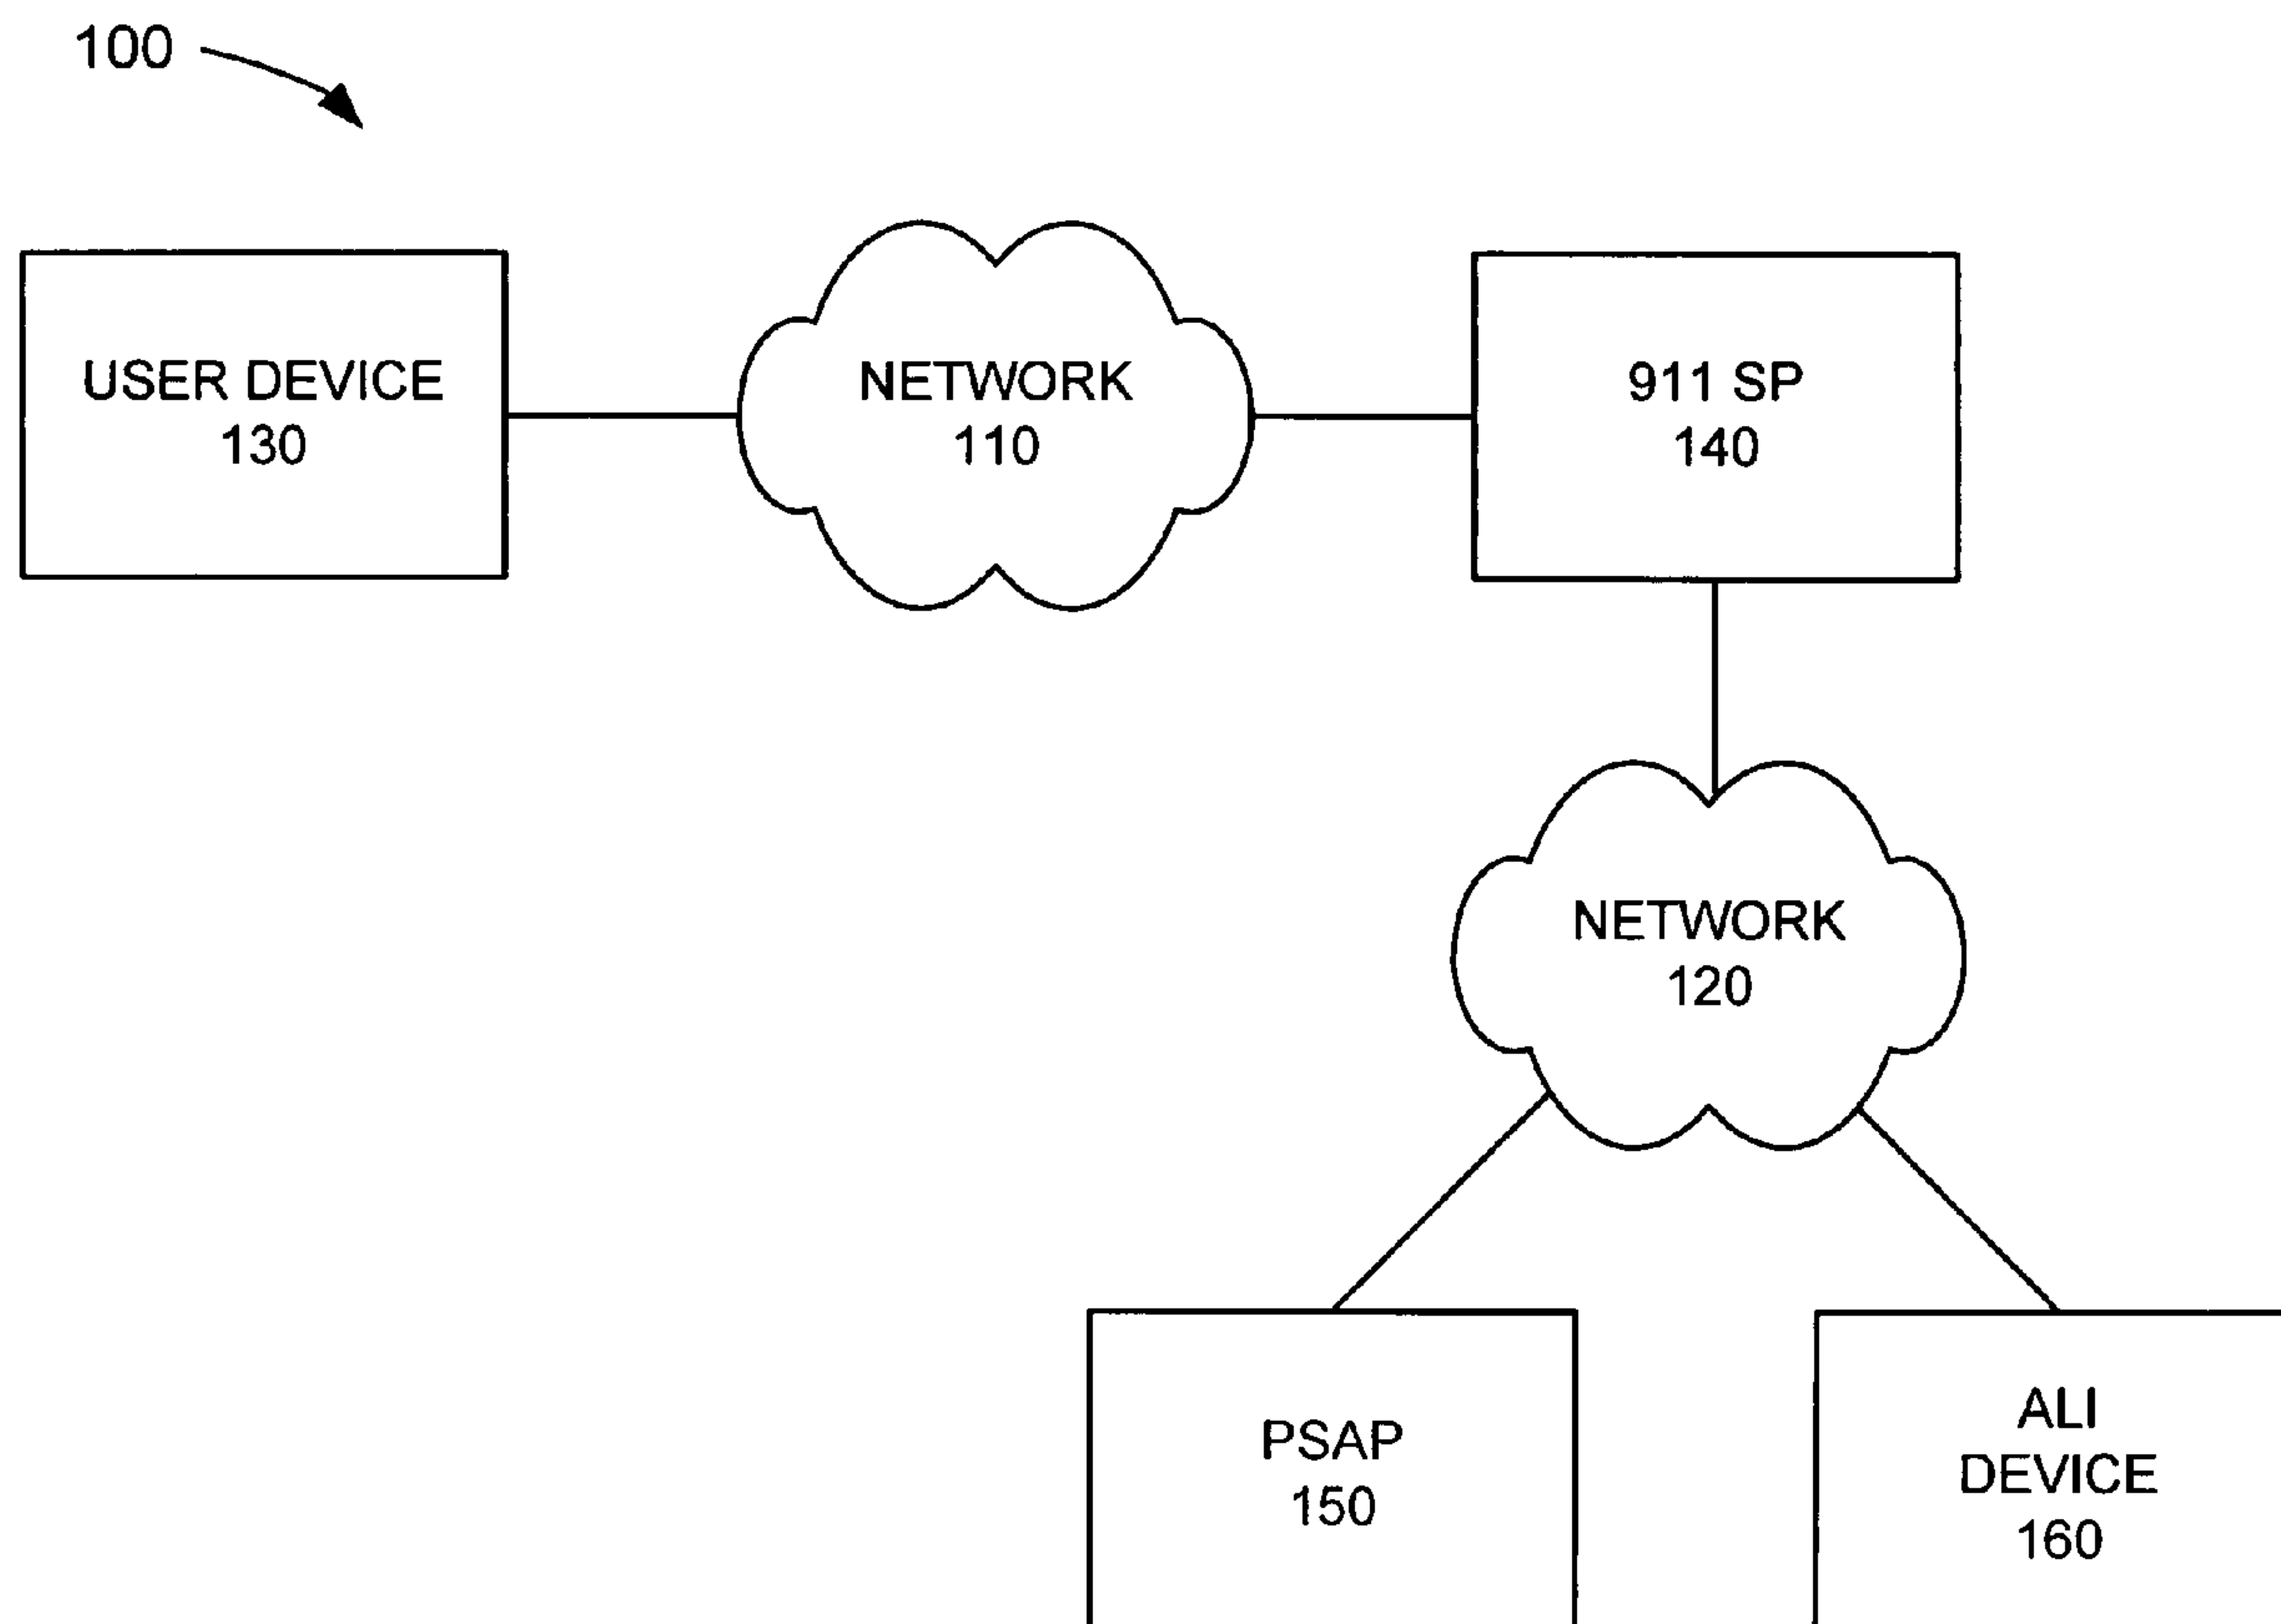 100
USER DEVICE
130
NETWORK
110
911 SP
140
NETWORK
120
PSAP
150
ALI
DEVICE
160